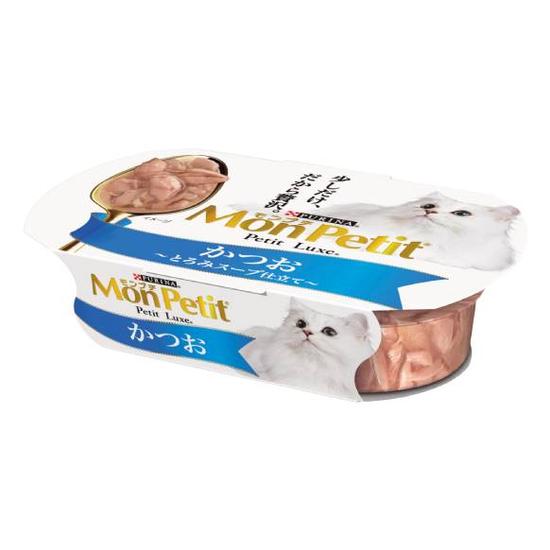 少しだけ、
だから贅沢。
PURINA
モンプチ
MonPetit
Petit Luxe®
かつお
～とろみスープ仕立て～
イメージ
PURINA
モンプチ
MonPetit®
Petit Luxe®
かつお